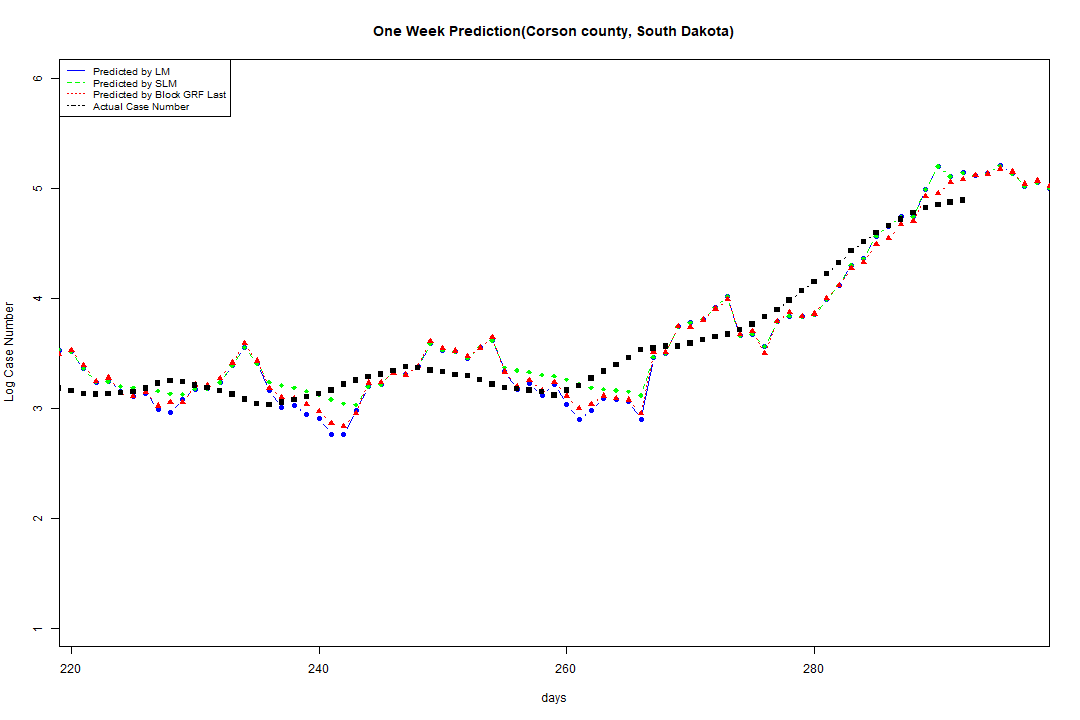 One Week Prediction(Corson county, South Dakota)
Predicted by LM
Predicted by SLM
Predicted by Block GRF Last
Actual Case Number
6
5
4
3
2
1
Log Case Number
220 240 260 280
days